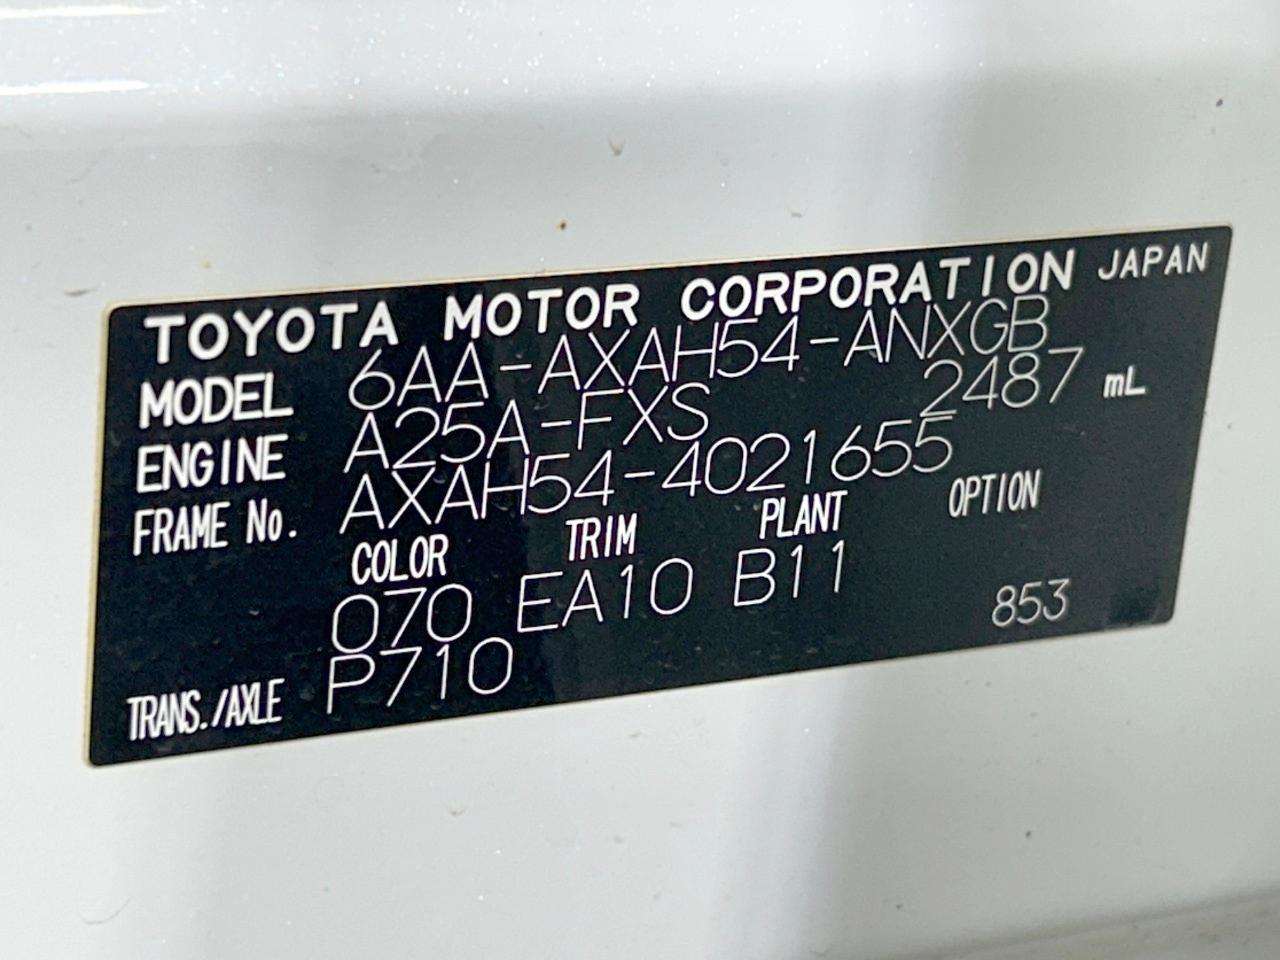 TOYOTA MOTOR CORPORATION JAPAN
MODEL 6AA-AXAH54-ANXGB
ENGINE A25A-FXS 2487 mL
FRAME No. AXAH54-4021655
COLOR TRIM PLANT OPTION
070 EA10 B11 853
TRANS./AXLE P710